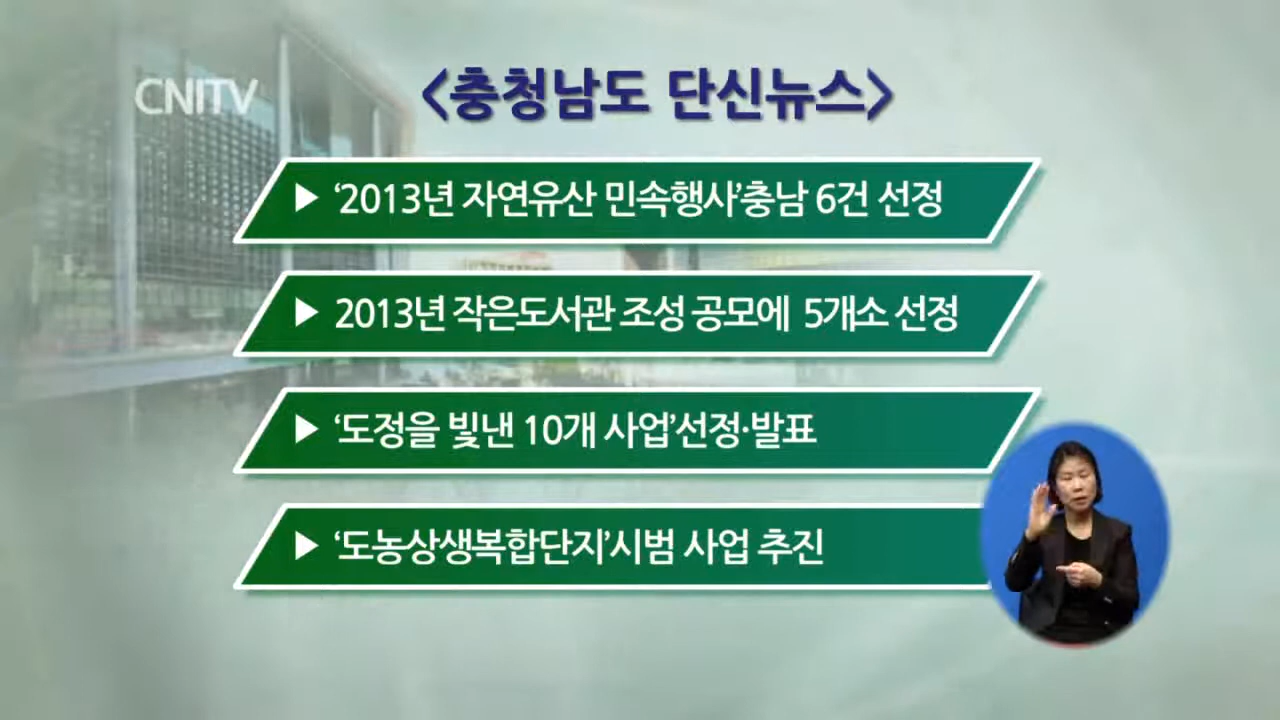 CNITV
<충청남도 단신뉴스>
▶ ‘2013년 자연유산 민속행사’충남 6건 선정
▶ 2013년 작은도서관 조성 공모에 5개소 선정
▶ ‘도정을 빛낸 10개 사업’선정·발표
▶ ‘도농상생복합단지’시범 사업 추진